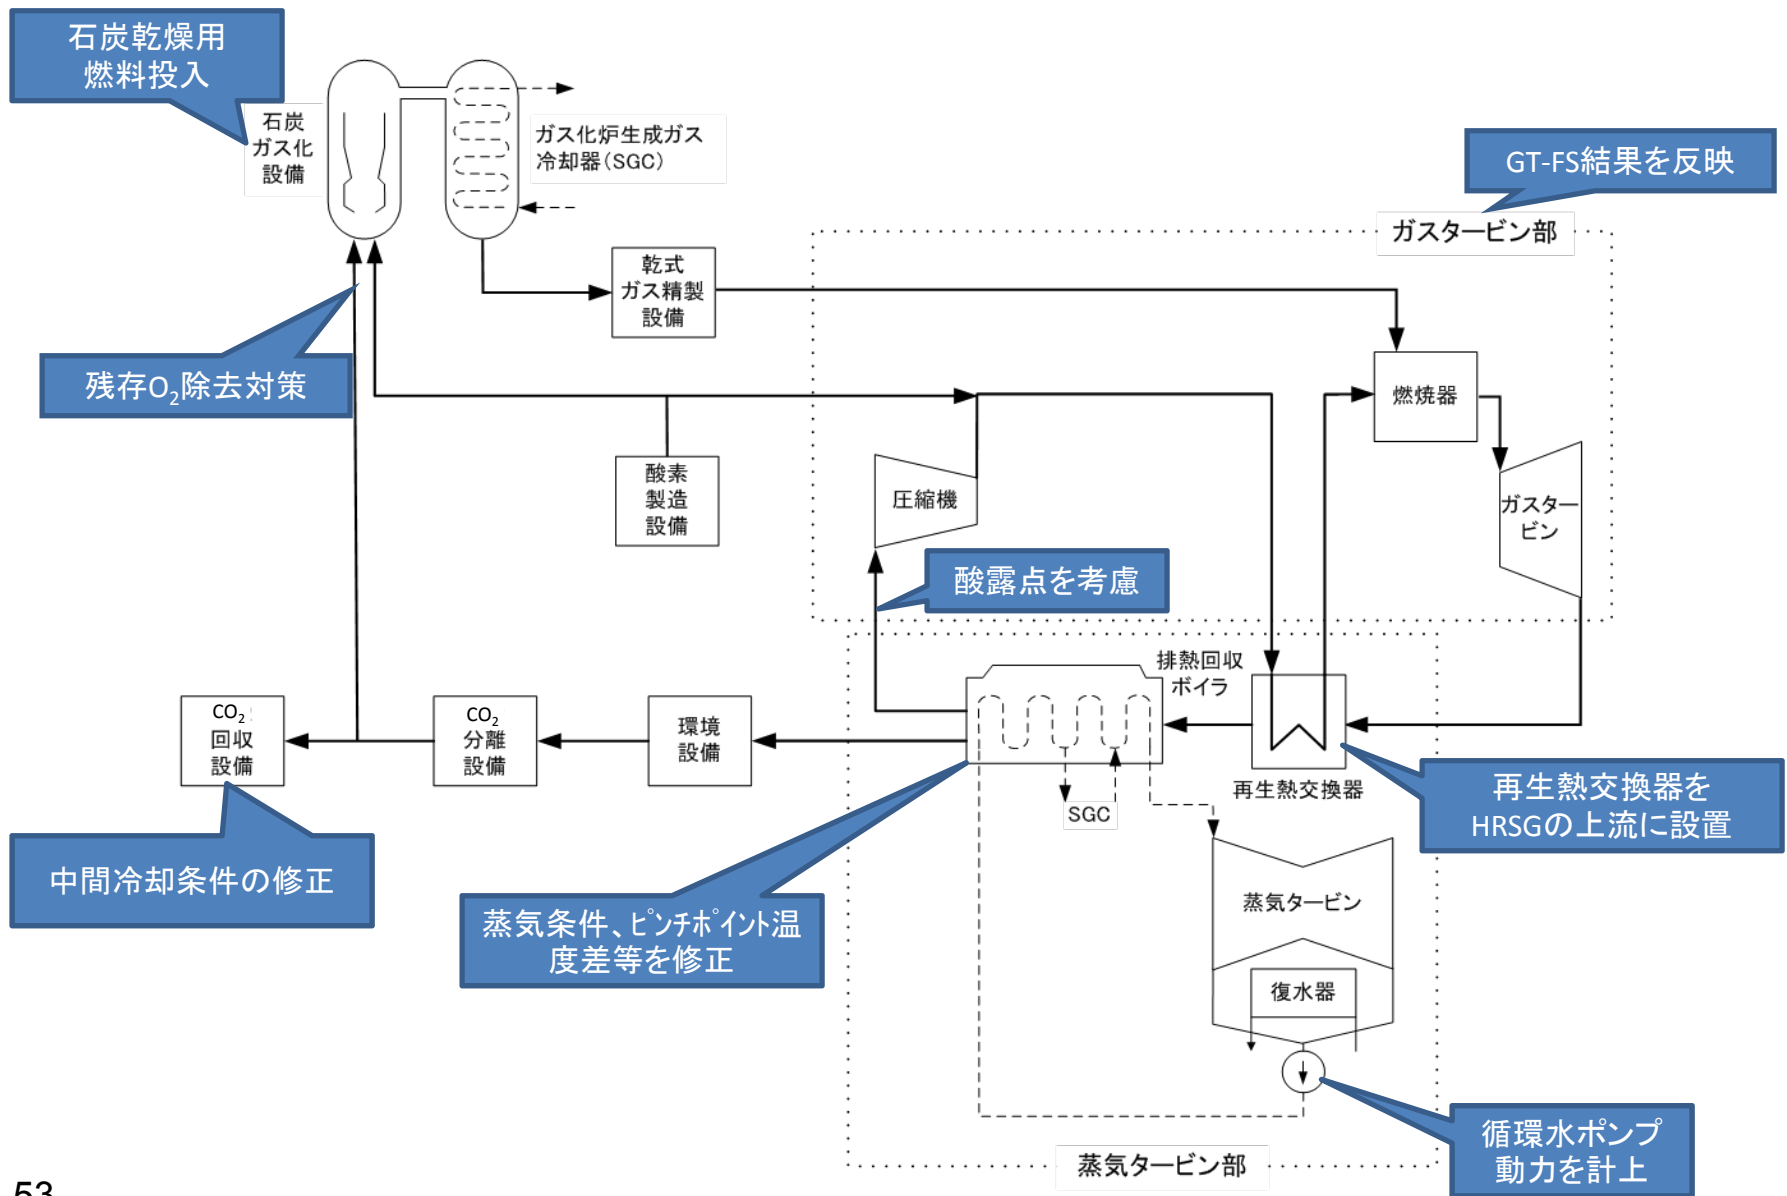 石炭乾燥用
燃料投入
石炭
ガス化
設備
ガス化炉生成ガス
冷却器(SGC)
GT-FS結果を反映
ガスタービン部
乾式
ガス精製
設備
残存O₂除去対策
燃焼器
酸素
製造
設備
圧縮機
ガスター
ビン
酸露点を考慮
排熱回収
ボイラ
CO₂
回収
設備
CO₂
分離
設備
環境
設備
SGC
再生熱交換器
再生熱交換器を
HRSGの上流に設置
中間冷却条件の修正
蒸気条件、ﾋﾟﾝﾁﾎﾟｲﾝﾄ温
度差等を修正
蒸気タービン
復水器
循環水ポンプ
動力を計上
蒸気タービン部
53